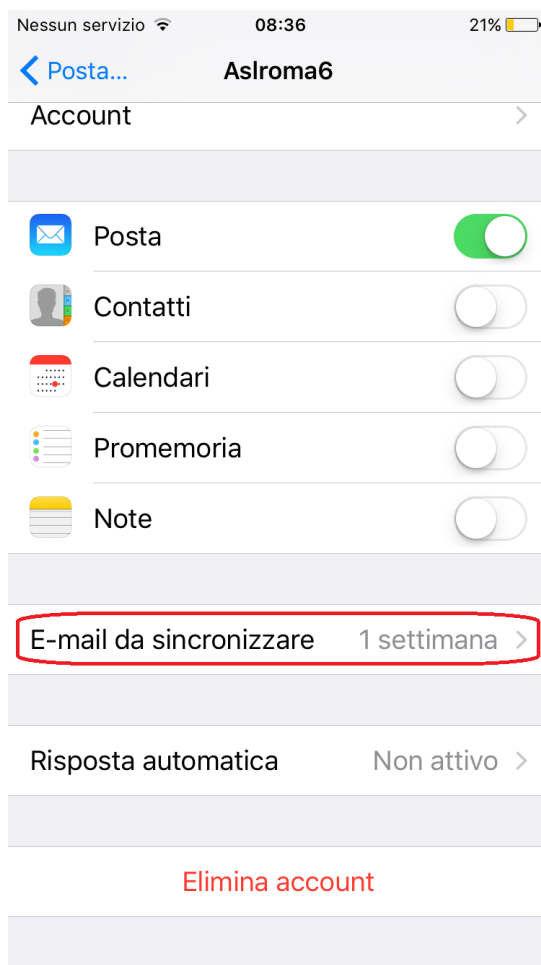 Nessun servizio 08:36 21%
Posta... Aslroma6
Account
Posta
Contatti
Calendari
Promemoria
Note
E-mail da sincronizzare 1 settimana
Risposta automatica Non attivo
Elimina account